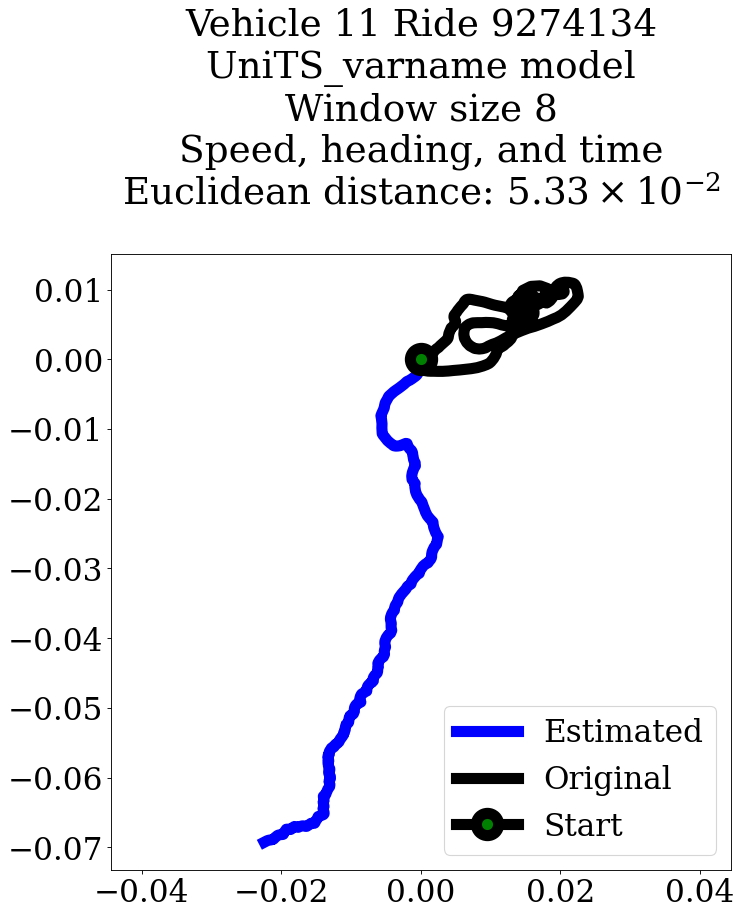 Vehicle 11 Ride 9274134
UniTS_varname model
Window size 8
Speed, heading, and time
Euclidean distance: 5.33 × 10⁻²
0.01
0.00
−0.01
−0.02
−0.03
−0.04
−0.05
−0.06
−0.07
Estimated
Original
Start
−0.04
−0.02
0.00
0.02
0.04